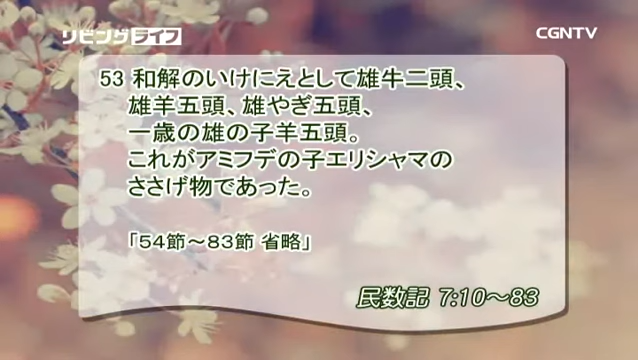 リビングライフ
CGNTV
53 和解のいけにえとして雄牛二頭、
雄羊五頭、雄やぎ五頭、
一歳の雄の子羊五頭。
これがアミフデの子エリシャマの
ささげ物であった。
「54節～83節 省略」
民数記 7:10～83